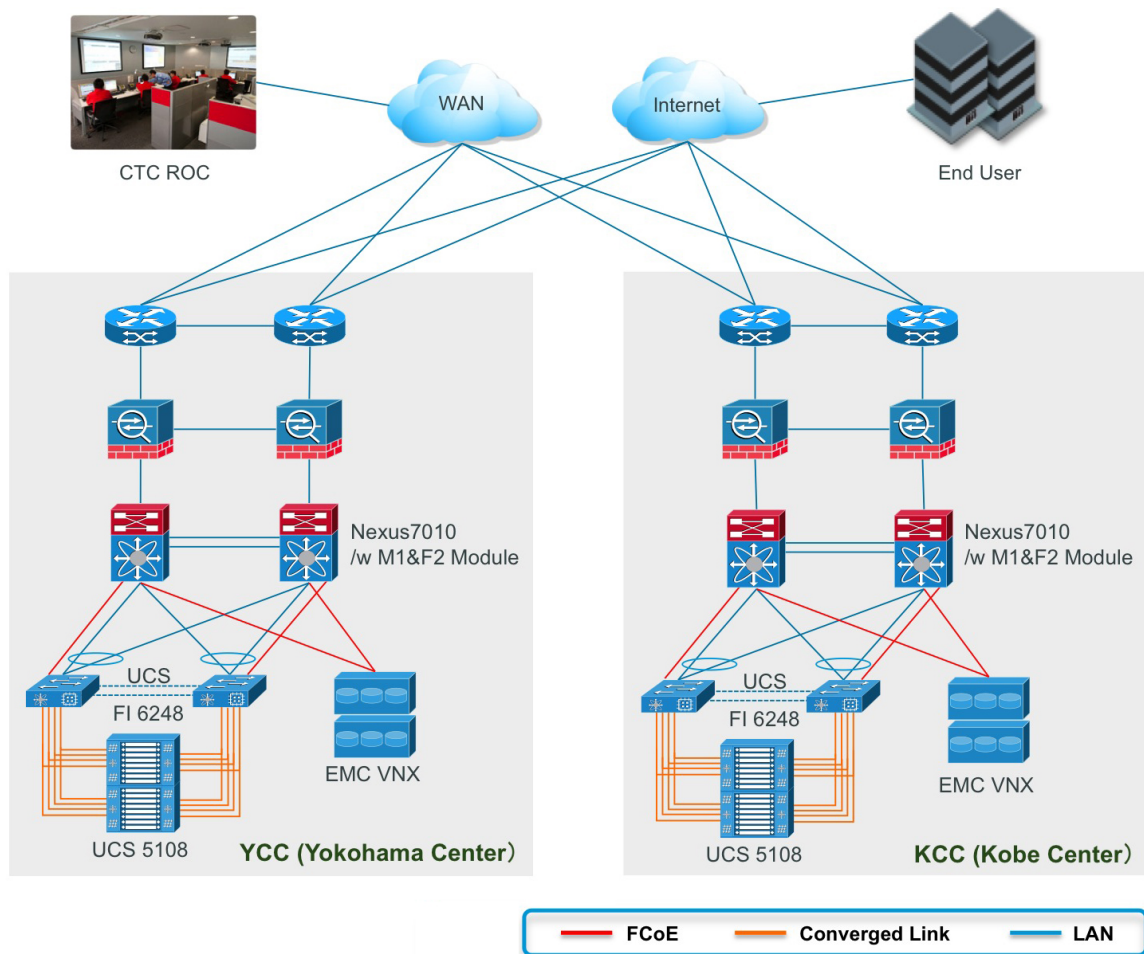 WAN
Internet
CTC ROC
End User
Nexus7010
/w M1&F2 Module
UCS
FI 6248
EMC VNX
UCS 5108
YCC (Yokohama Center）
Nexus7010
/w M1&F2 Module
UCS
FI 6248
EMC VNX
UCS 5108
KCC (Kobe Center）
FCoE
Converged Link
LAN